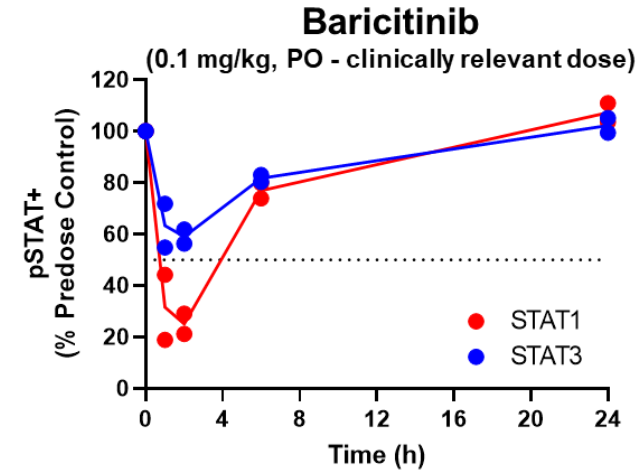 Baricitinib
(0.1 mg/kg, PO - clinically relevant dose)
pSTAT+
(% Predose Control)
120
100
80
60
40
20
0
STAT1
STAT3
0 4 8 12 16 20 24
Time (h)